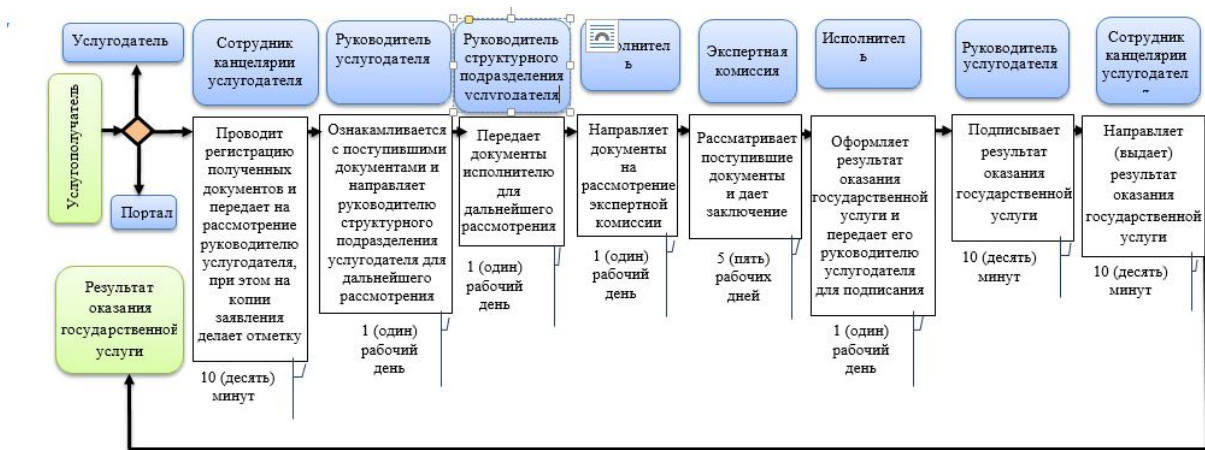 Услугодатель
Услугополучатель
Портал
Результат
оказания
государственной
услуги
Сотрудник
канцелярии
услугодателя
Проводит
регистрацию
полученных
документов и
передает на
рассмотрение
руководителю
услугодателя,
при этом на
копии
заявления
делает отметку
10 (десять)
минут
Руководитель
услугодателя
Ознакамливается
с поступившими
документами и
направляет
руководителю
структурного
подразделения
услугодателя для
дальнейшего
рассмотрения
1 (один)
рабочий
день
Руководитель
структурного
подразделения
услугодателя
Передает
документы
исполнителю
для
дальнейшего
рассмотрения
1 (один)
рабочий
день
олнител
ь
Направляет
документы
на
рассмотрение
экспертной
комиссии
1 (один)
рабочий
день
Экспертная
комиссия
Рассматривает
поступившие
документы
и дает
заключение
5 (пять)
рабочих
дней
Исполнител
ь
Оформляет
результат
оказания
государственной
услуги и
передает его
руководителю
услугодателя
для подписания
1 (один)
рабочий
день
Руководитель
услугодателя
Подписывает
результат
оказания
государственной
услуги
10 (десять)
минут
Сотрудник
канцелярии
услугодател
Направляет
(выдает)
результат
оказания
государственной
услуги
10 (десять)
минут